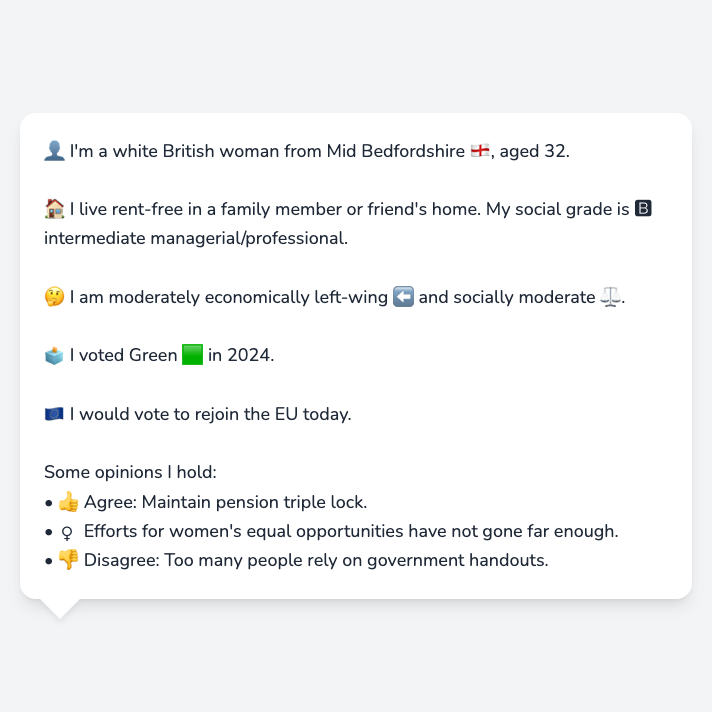 👤 I'm a white British woman from Mid Bedfordshire 🏴󠁧󠁢󠁥󠁮󠁧󠁿, aged 32.
🏠 I live rent-free in a family member or friend's home. My social grade is 🅱
intermediate managerial/professional.
🤔 I am moderately economically left-wing ⬅️ and socially moderate ⚖️.
🗳️ I voted Green 🟩 in 2024.
🇪🇺 I would vote to rejoin the EU today.
Some opinions I hold:
• 👍 Agree: Maintain pension triple lock.
• ♀ Efforts for women's equal opportunities have not gone far enough.
• 👎 Disagree: Too many people rely on government handouts.